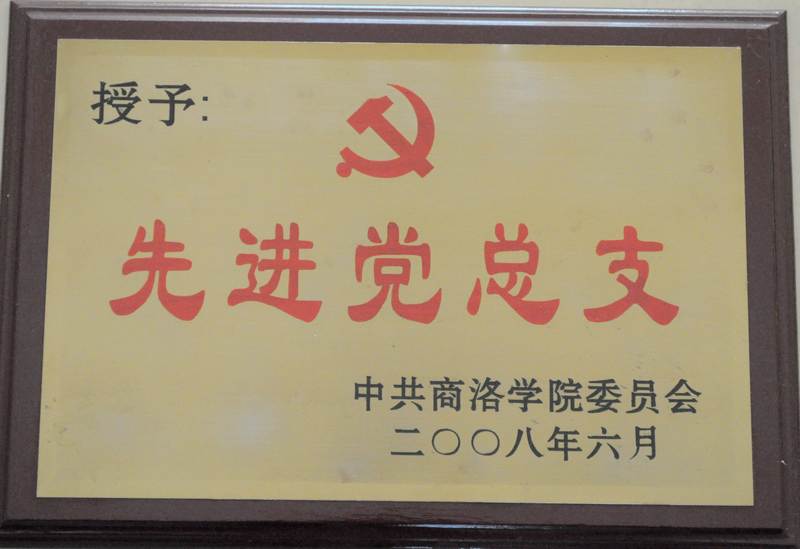 授予:
先进党总支
中共商洛学院委员会
二〇〇八年六月